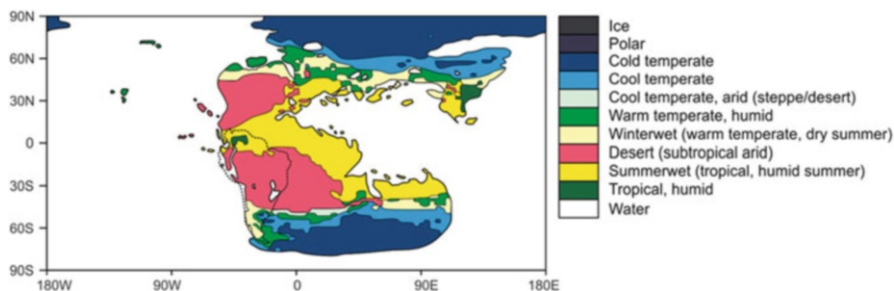 90N
60N
30N
0
30S
60S
90S
180W
90W
0
90E
180E
Ice
Polar
Cold temperate
Cool temperate
Cool temperate, arid (steppe/desert)
Warm temperate, humid
Winterwet (warm temperate, dry summer)
Desert (subtropical arid)
Summerwet (tropical, humid summer)
Tropical, humid
Water